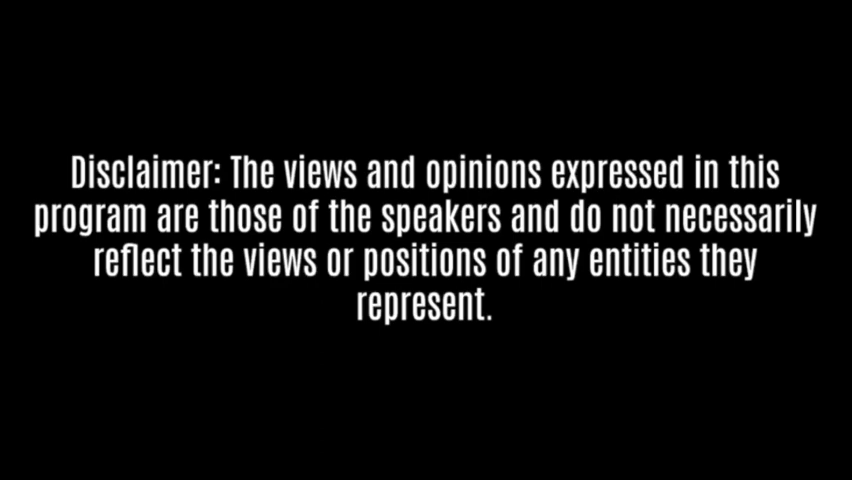 Disclaimer: The views and opinions expressed in this
program are those of the speakers and do not necessarily
reflect the views or positions of any entities they
represent.